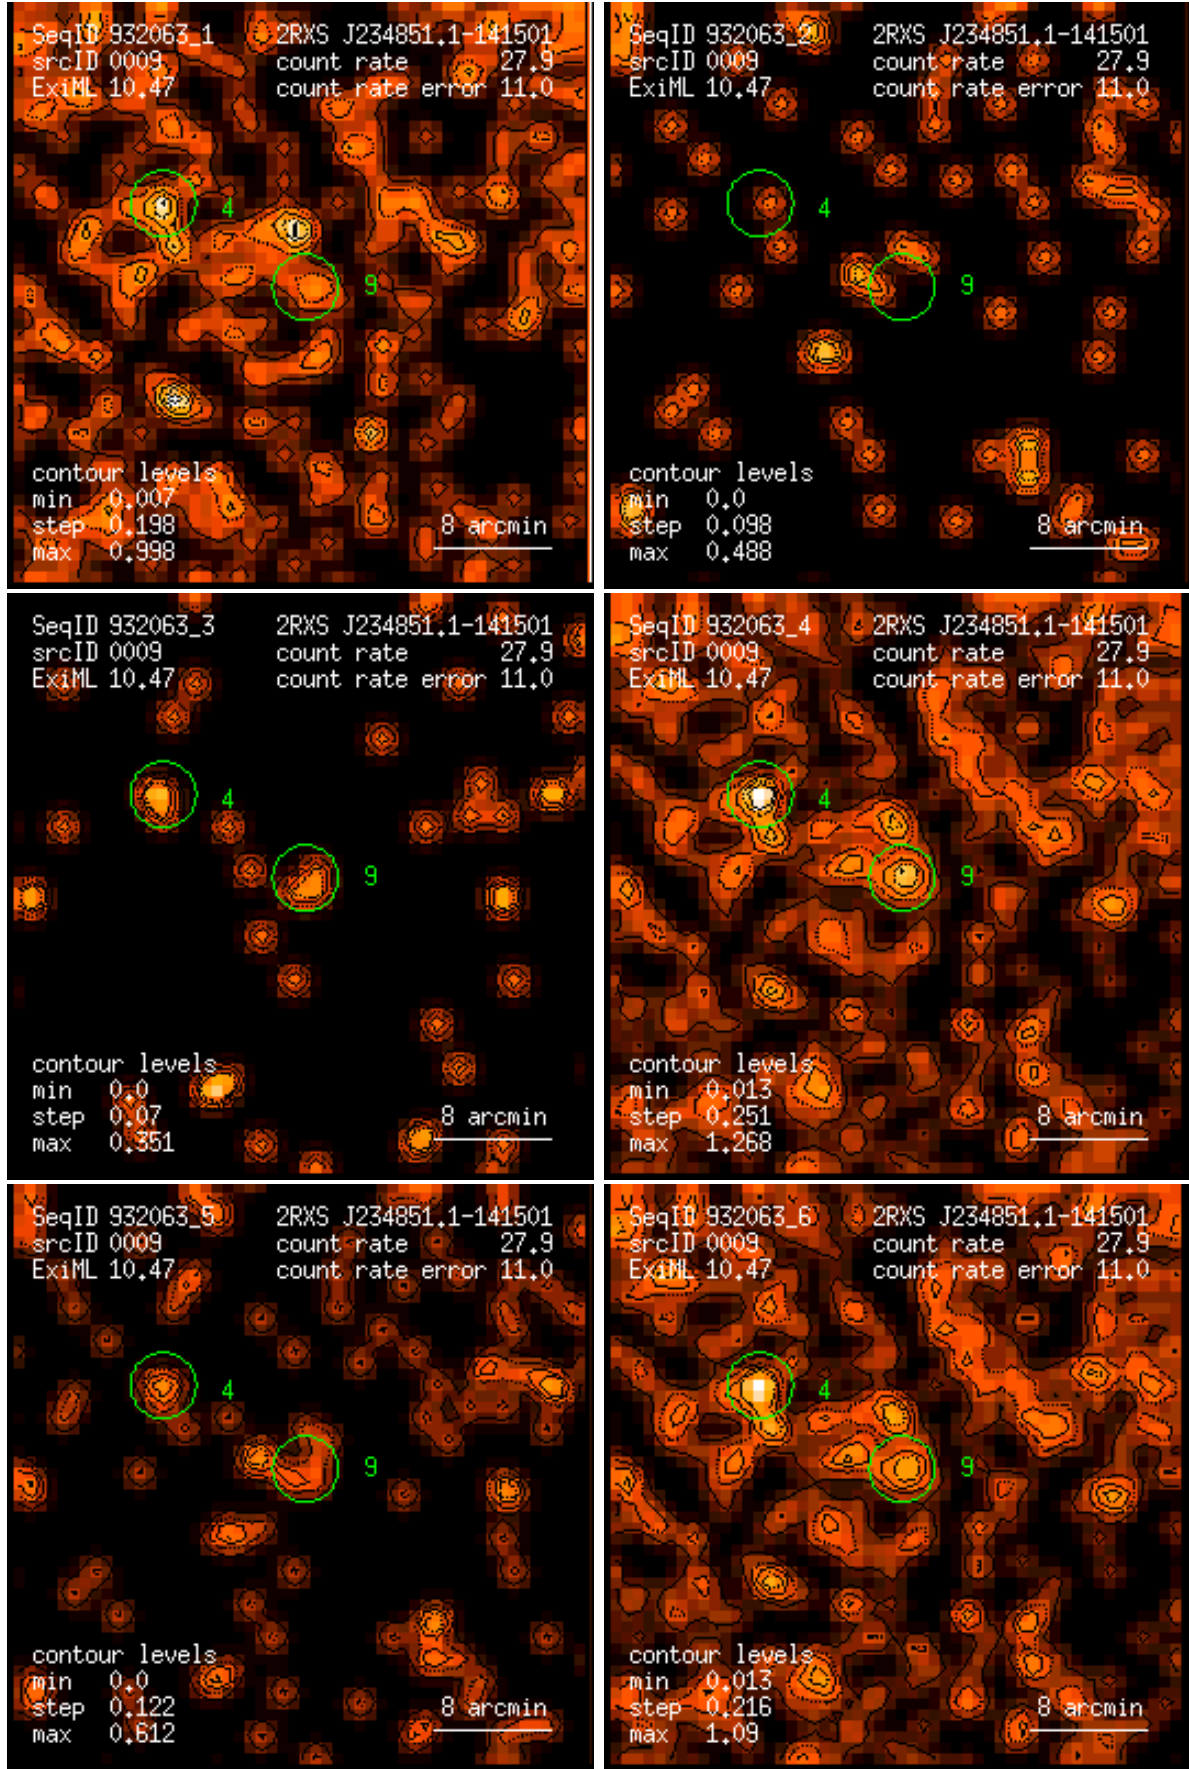 SeqID 932063_1 2RXS J234851.1-141501
srcID 0009 count rate 27.9
ExiML 10.47 count rate error 11.0
4
9
contour levels
min 0.007
step 0.198
max 0.998
8 arcmin
SeqID 932063_2 2RXS J234851.1-141501
srcID 0009 count rate 27.9
ExiML 10.47 count rate error 11.0
4
9
contour levels
min 0.0
step 0.098
max 0.488
8 arcmin
SeqID 932063_3 2RXS J234851.1-141501
srcID 0009 count rate 27.9
ExiML 10.47 count rate error 11.0
4
9
contour levels
min 0.0
step 0.07
max 0.351
8 arcmin
SeqID 932063_4 2RXS J234851.1-141501
srcID 0009 count rate 27.9
ExiML 10.47 count rate error 11.0
4
9
contour levels
min 0.013
step 0.251
max 1.268
8 arcmin
SeqID 932063_5 2RXS J234851.1-141501
srcID 0009 count rate 27.9
ExiML 10.47 count rate error 11.0
4
9
contour levels
min 0.0
step 0.122
max 0.612
8 arcmin
SeqID 932063_6 2RXS J234851.1-141501
srcID 0009 count rate 27.9
ExiML 10.47 count rate error 11.0
4
9
contour levels
min 0.013
step 0.216
max 1.09
8 arcmin